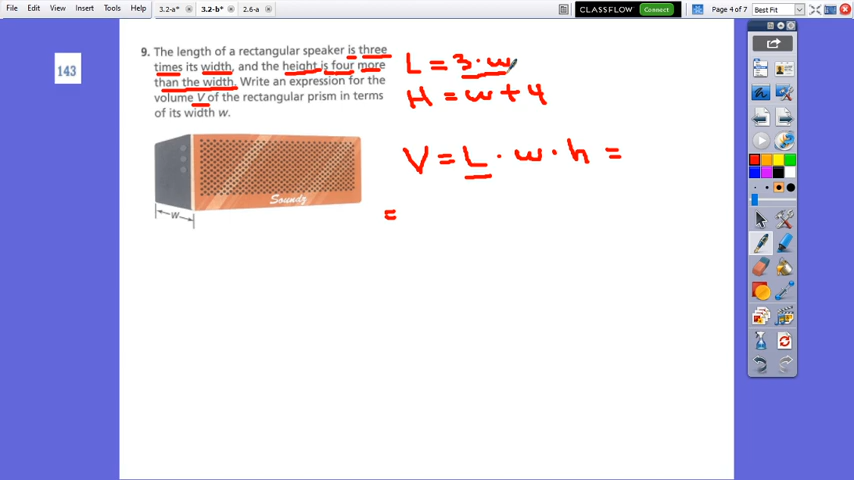 File Edit View Insert Tools Help
3.2-a* 3.2-b* 2.6-a
CLASSFLOW Connect
Page 4 of 7
Best Fit
143
9. The length of a rectangular speaker is three
times its width, and the height is four more
than the width. Write an expression for the
volume V of the rectangular prism in terms
of its width w.
L = 3 · w
H = w + 4
V = L · w · h =
=
Soundz
w